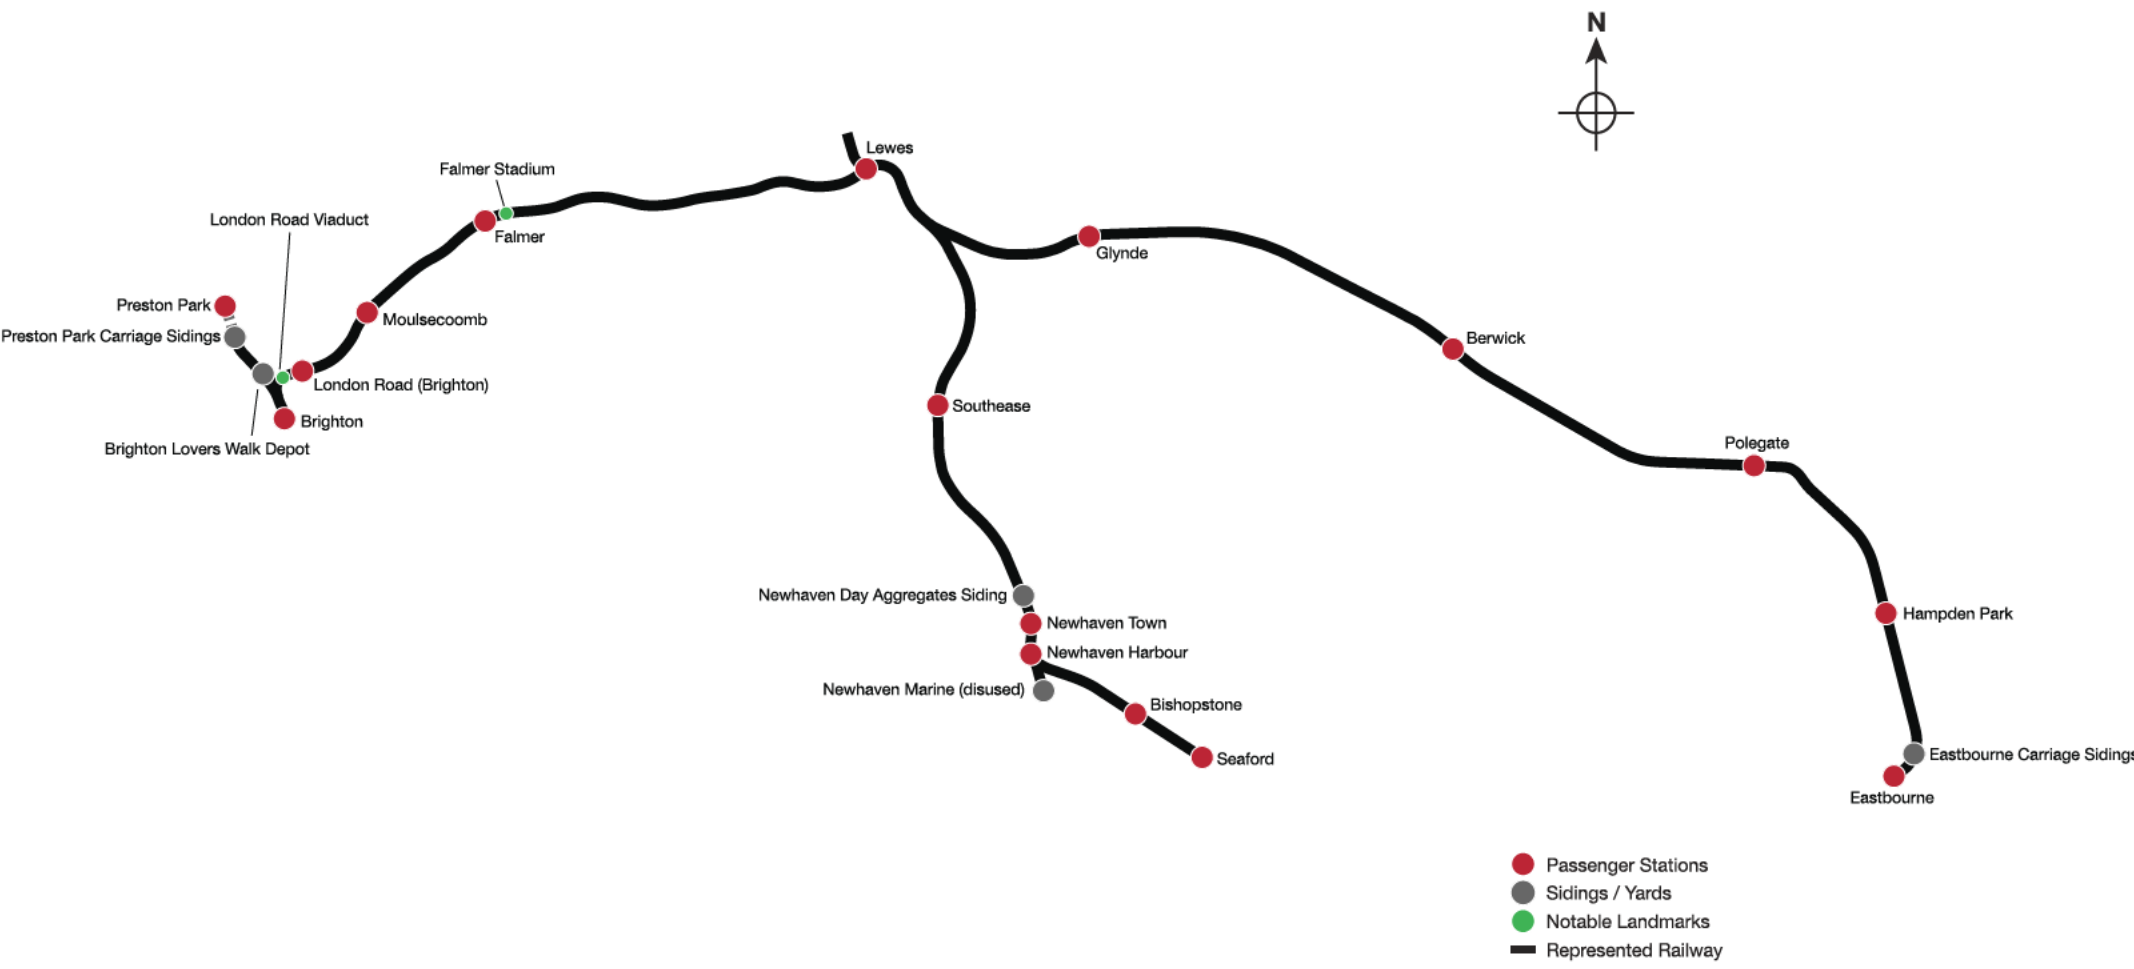 N
Lewes
Falmer Stadium
London Road Viaduct
Falmer
Glynde
Preston Park
Moulsecoomb
Preston Park Carriage Sidings
Berwick
London Road (Brighton)
Southease
Brighton
Polegate
Brighton Lovers Walk Depot
Newhaven Day Aggregates Siding
Hampden Park
Newhaven Town
Newhaven Harbour
Newhaven Marine (disused)
Bishopstone
Eastbourne Carriage Sidings
Seaford
Eastbourne
Passenger Stations
Sidings / Yards
Notable Landmarks
Represented Railway